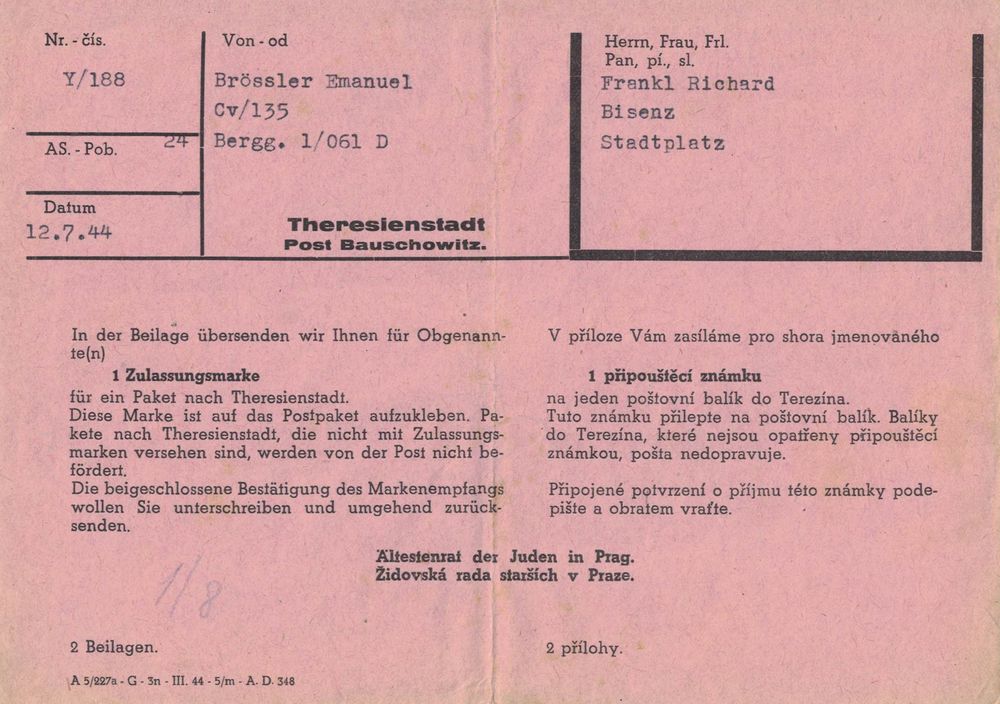 Nr. - čís.
Y/188
AS. - Pob.
24
Datum
12.7.44
Von - od
Brössler Emanuel
Cv/135
Bergg. 1/061 D
Theresienstadt
Post Bauschowitz.
Herrn, Frau, Frl.
Pan, pí., sl.
Frankl Richard
Bisenz
Stadtplatz
In der Beilage übersenden wir Ihnen für Obgenann-
te(n)
1 Zulassungsmarke
für ein Paket nach Theresienstadt.
Diese Marke ist auf das Postpaket aufzukleben. Pa-
kete nach Theresienstadt, die nicht mit Zulassungs-
marken versehen sind, werden von der Post nicht be-
fördert.
Die beigeschlossene Bestätigung des Markenempfangs
wollen Sie unterschreiben und umgehend zurück-
senden.
V příloze Vám zasíláme pro shora jmenovaného
1 připouštěcí známku
na jeden poštovní balík do Terezína.
Tuto známku přilepte na poštovní balík. Balíky
do Terezína, které nejsou opatřeny připouštěcí
známkou, pošta nedopravuje.
Připojené potvrzení o příjmu této známky pode-
pište a obratem vraťte.
Ältestenrat der Juden in Prag.
Židovská rada starších v Praze.
1/8
2 Beilagen.
2 přílohy.
A 5/227a - G - 3n - III. 44 - 5/m - A. D. 348